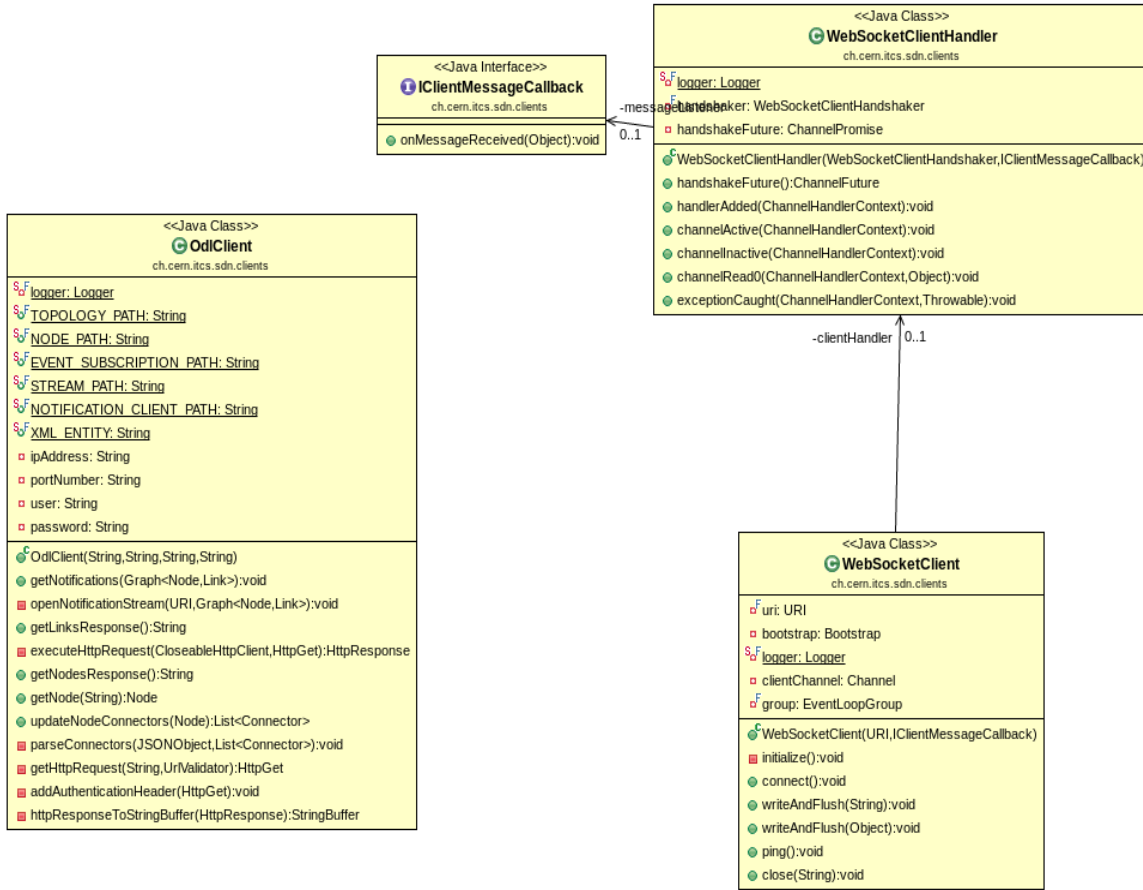 <<Java Interface>>
IClientMessageCallback
ch.cern.itcs.sdn.clients
onMessageReceived(Object):void
-messageListener
0..1
<<Java Class>>
WebSocketClientHandler
ch.cern.itcs.sdn.clients
logger: Logger
handshaker: WebSocketClientHandshaker
handshakeFuture: ChannelPromise
WebSocketClientHandler(WebSocketClientHandshaker,IClientMessageCallback)
handshakeFuture():ChannelFuture
handlerAdded(ChannelHandlerContext):void
channelActive(ChannelHandlerContext):void
channelInactive(ChannelHandlerContext):void
channelRead0(ChannelHandlerContext,Object):void
exceptionCaught(ChannelHandlerContext,Throwable):void
<<Java Class>>
OdlClient
ch.cern.itcs.sdn.clients
logger: Logger
TOPOLOGY_PATH: String
NODE_PATH: String
EVENT_SUBSCRIPTION_PATH: String
STREAM_PATH: String
NOTIFICATION_CLIENT_PATH: String
XML_ENTITY: String
ipAddress: String
portNumber: String
user: String
password: String
OdlClient(String,String,String,String)
getNotifications(Graph<Node,Link>):void
openNotificationStream(URI,Graph<Node,Link>):void
getLinksResponse():String
executeHttpRequest(CloseableHttpClient,HttpGet):HttpResponse
getNodesResponse():String
getNode(String):Node
updateNodeConnectors(Node):List<Connector>
parseConnectors(JSONObject,List<Connector>):void
getHttpRequest(String,UrlValidator):HttpGet
addAuthenticationHeader(HttpGet):void
httpResponseToStringBuffer(HttpResponse):StringBuffer
-clientHandler
0..1
<<Java Class>>
WebSocketClient
ch.cern.itcs.sdn.clients
uri: URI
bootstrap: Bootstrap
logger: Logger
clientChannel: Channel
group: EventLoopGroup
WebSocketClient(URI,IClientMessageCallback)
initialize():void
connect():void
writeAndFlush(String):void
writeAndFlush(Object):void
ping():void
close(String):void